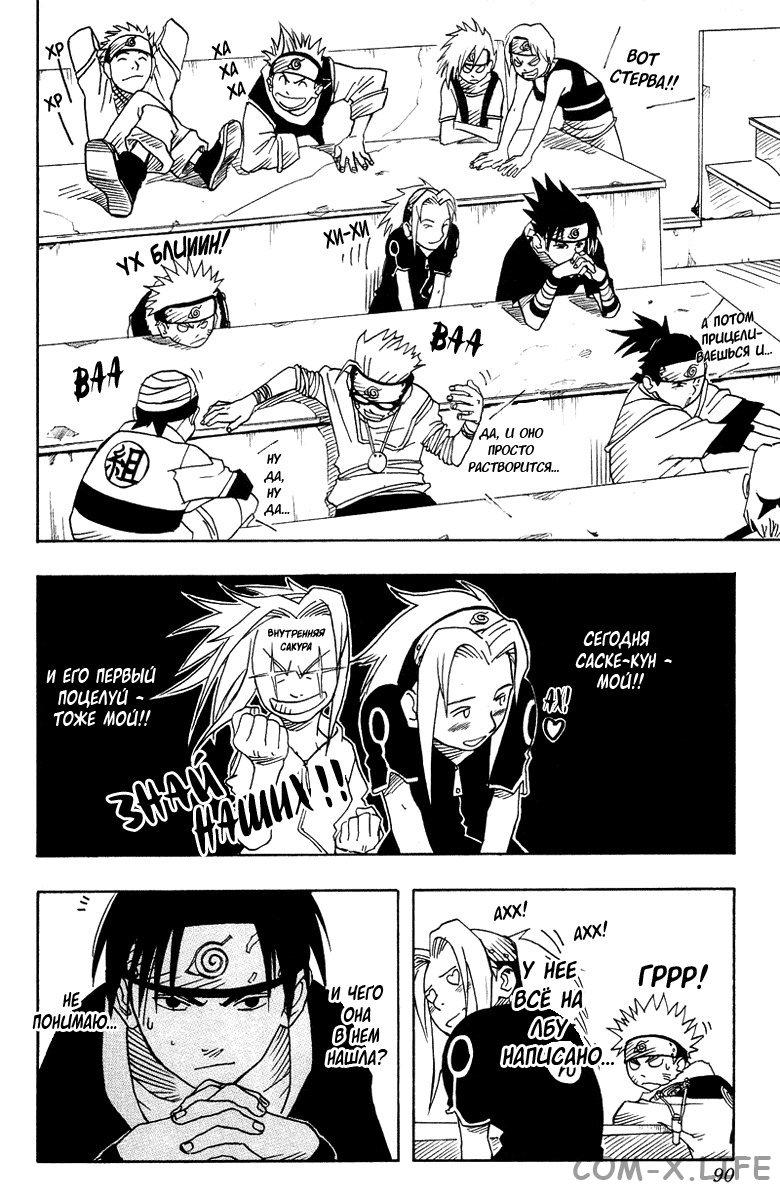 ВОТ
СТЕРВА!!
ХА
ХА
ХА
ХР
ХР
ХИ-ХИ
УХ БЛИИИН!
А ПОТОМ
ПРИЦЕЛИ-
ВАЕШЬСЯ И...
ВАА
ВАА
ДА, И ОНО
ПРОСТО
РАСТВОРИТСЯ...
НУ
ДА,
НУ
ДА...
組
СЕГОДНЯ
САСКЕ-КУН -
МОЙ!!
АХ!
ВНУТРЕННЯЯ
САКУРА
И ЕГО ПЕРВЫЙ
ПОЦЕЛУЙ -
ТОЖЕ МОЙ!!
ЗНАЙ
НАШИХ!!
АХХ!
АХХ!
У НЕЕ
ВСЁ НА
ЛБУ
НАПИСАНО...
ГРРР!
И ЧЕГО
ОНА
В НЕМ
НАШЛА?
НЕ
ПОНИМАЮ...
90
COM-X.LIFE